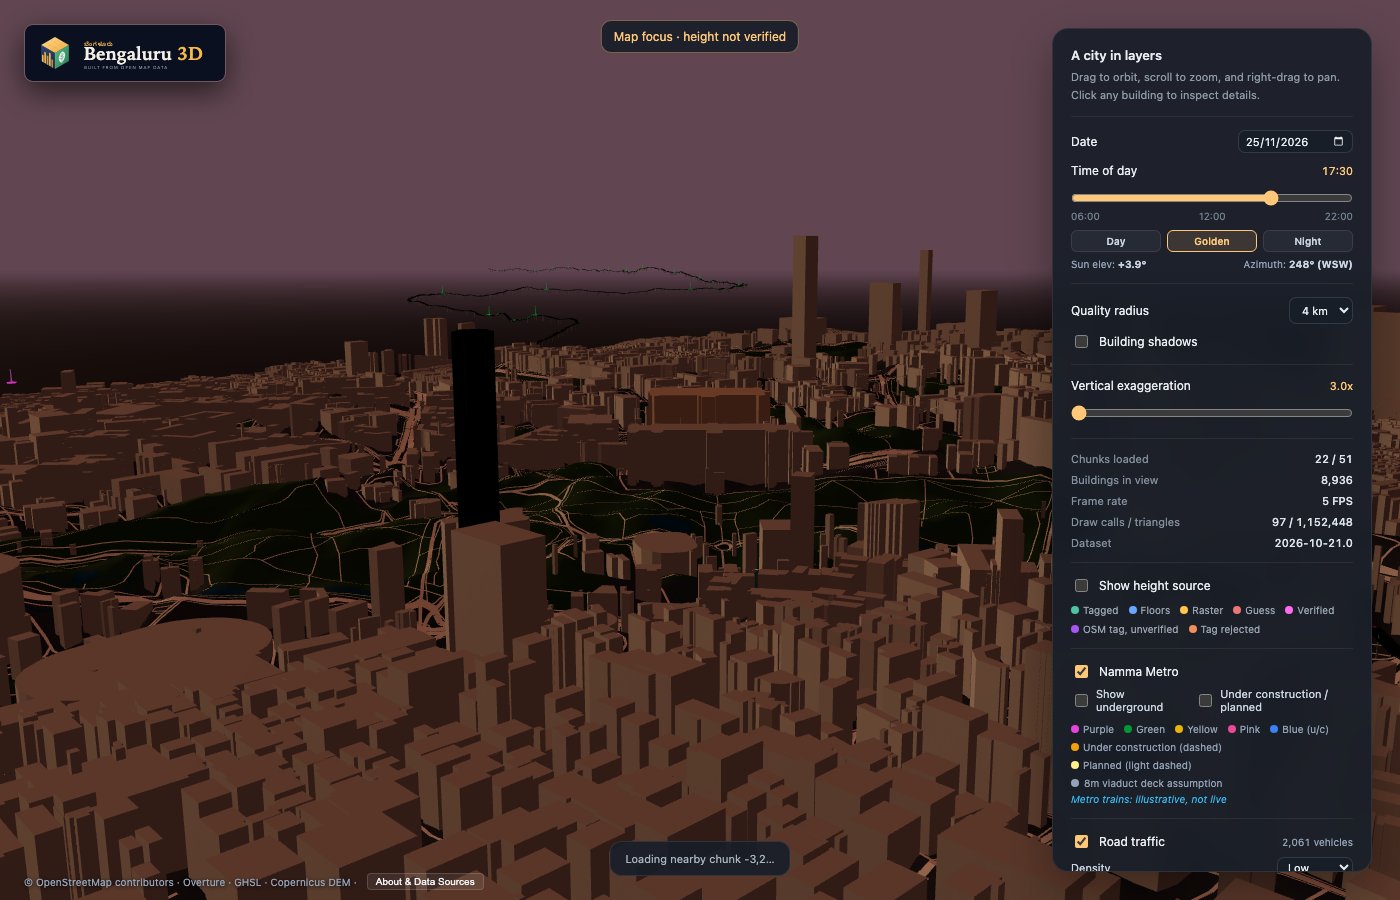 ಬೆಂಗಳೂರು
Bengaluru 3D
BUILT FROM OPEN MAP DATA
Map focus · height not verified
A city in layers
Drag to orbit, scroll to zoom, and right-drag to pan.
Click any building to inspect details.
Date 25/11/2026
Time of day 17:30
06:00 12:00 22:00
Day Golden Night
Sun elev: +3.9° Azimuth: 248° (WSW)
Quality radius 4 km
Building shadows
Vertical exaggeration 3.0x
Chunks loaded 22 / 51
Buildings in view 8,936
Frame rate 5 FPS
Draw calls / triangles 97 / 1,152,448
Dataset 2026-10-21.0
Show height source
Tagged Floors Raster Guess Verified
OSM tag, unverified Tag rejected
Namma Metro
Show underground
Under construction / planned
Purple Green Yellow Pink Blue (u/c)
Under construction (dashed)
Planned (light dashed)
8m viaduct deck assumption
Metro trains: illustrative, not live
Road traffic 2,061 vehicles
Density Low
Loading nearby chunk -3,2...
© OpenStreetMap contributors · Overture · GHSL · Copernicus DEM · About & Data Sources